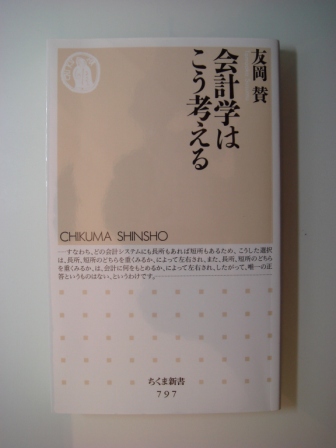 友岡 賛
会計学は
こう考える
CHIKUMA SHINSHO
―すなわち、どの会計システムにも長所もあれば短所もあるため、こうした選択
は、長所、短所のどちらを重くみるか、によって左右され、また、長所、短所のどちら
を重くみるか、は、会計に何をもとめるか、によって左右され、したがって、唯一の正
答というものはない、というわけです。
ちくま新書
797